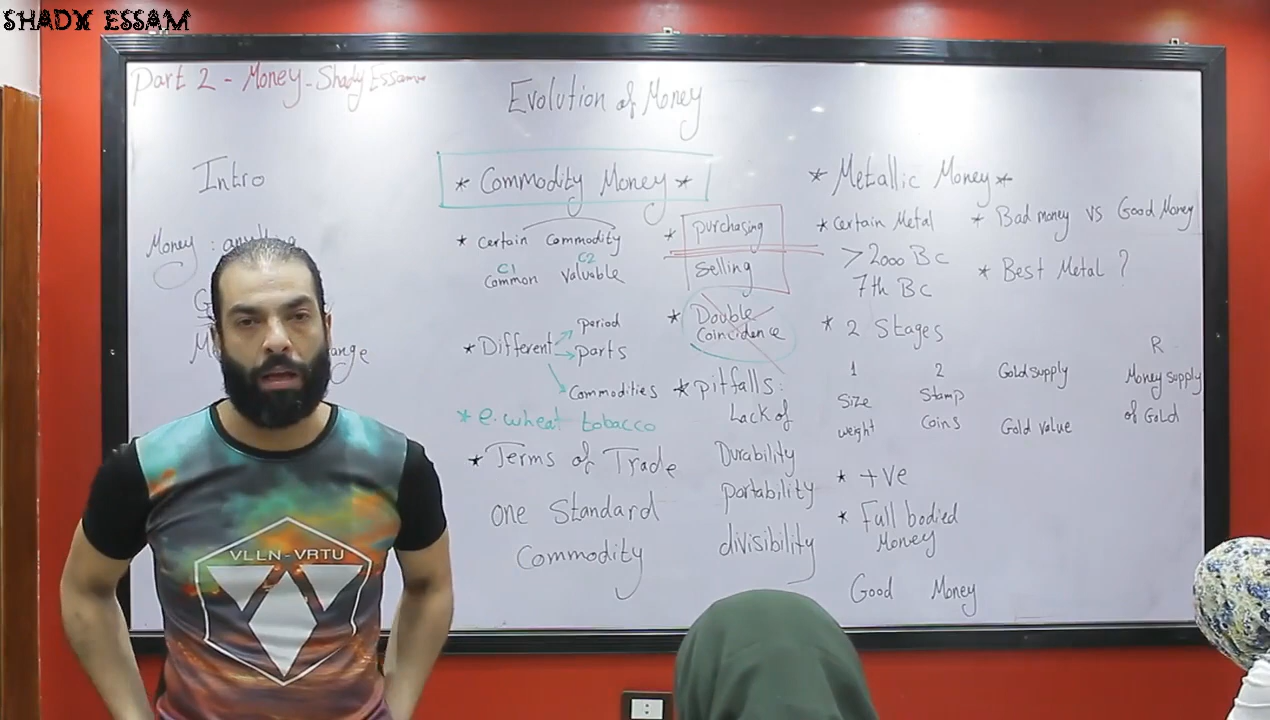 SHADY ESSAM
Part 2 - Money - Shady Essam
Evolution of Money
Intro
Money : anything
* Commodity Money *
* Certain Commodity
C1 C2
Common valuable
* Different
period
parts
Commodities
* e. wheat tobacco
* Terms of Trade
one Standard
Commodity
* purchasing
selling
* Double
Coincidence
* pitfalls:
Lack of
Durability
portability
divisibility
* Metallic Money *
* Certain Metal
> 2000 BC
7th BC
* 2 Stages
1 2
Size Stamp
weight Coins
* +ve
* Full bodied
Money
Good Money
* Bad money vs Good Money
* Best Metal ?
Gold supply
Gold value
R
Money supply
of Gold
VLLN-VRTU